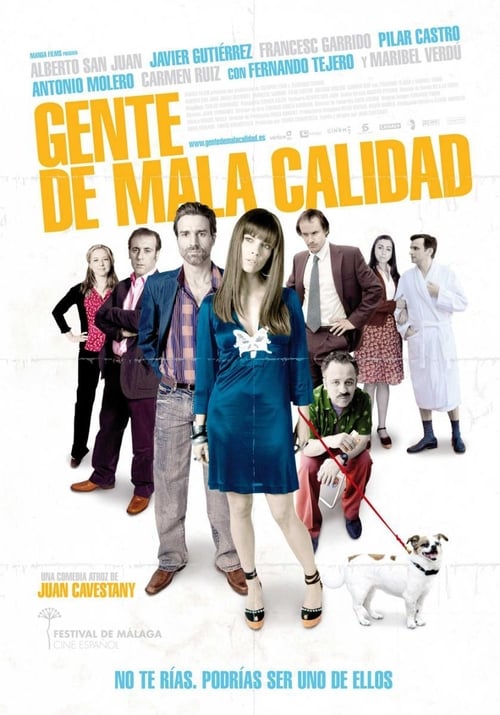 MANGA FILMS PRESENTA
ALBERTO SAN JUAN JAVIER GUTIÉRREZ FRANCESC GARRIDO PILAR CASTRO
ANTONIO MOLERO CARMEN RUIZ CON FERNANDO TEJERO Y MARIBEL VERDÚ
GENTE
www.gentedemalacalidad.es
DE MALA CALIDAD
UNA COMEDIA ATROZ DE
JUAN CAVESTANY
FESTIVAL DE MÁLAGA
CINE ESPAÑOL
NO TE RÍAS. PODRÍAS SER UNO DE ELLOS